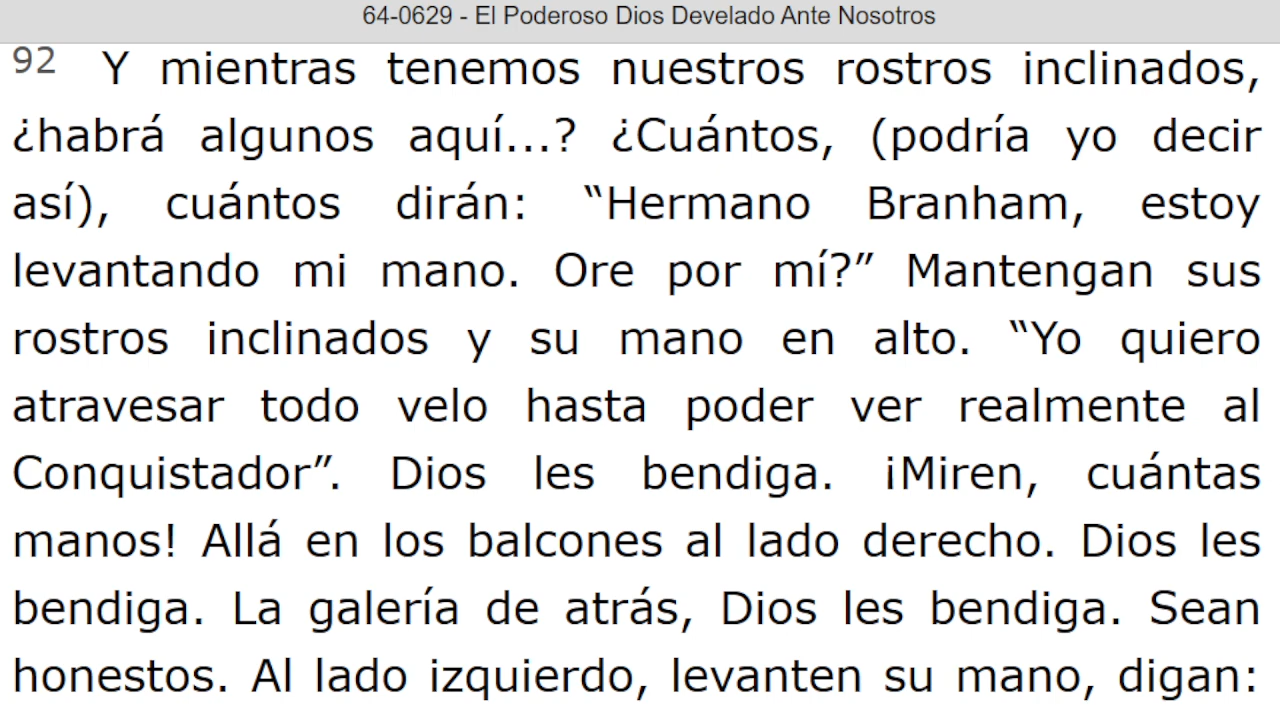 64-0629 - El Poderoso Dios Develado Ante Nosotros
92 Y mientras tenemos nuestros rostros inclinados,
¿habrá algunos aquí...? ¿Cuántos, (podría yo decir
así), cuántos dirán: “Hermano Branham, estoy
levantando mi mano. Ore por mí?” Mantengan sus
rostros inclinados y su mano en alto. “Yo quiero
atravesar todo velo hasta poder ver realmente al
Conquistador”. Dios les bendiga. ¡Miren, cuántas
manos! Allá en los balcones al lado derecho. Dios les
bendiga. La galería de atrás, Dios les bendiga. Sean
honestos. Al lado izquierdo, levanten su mano, digan: